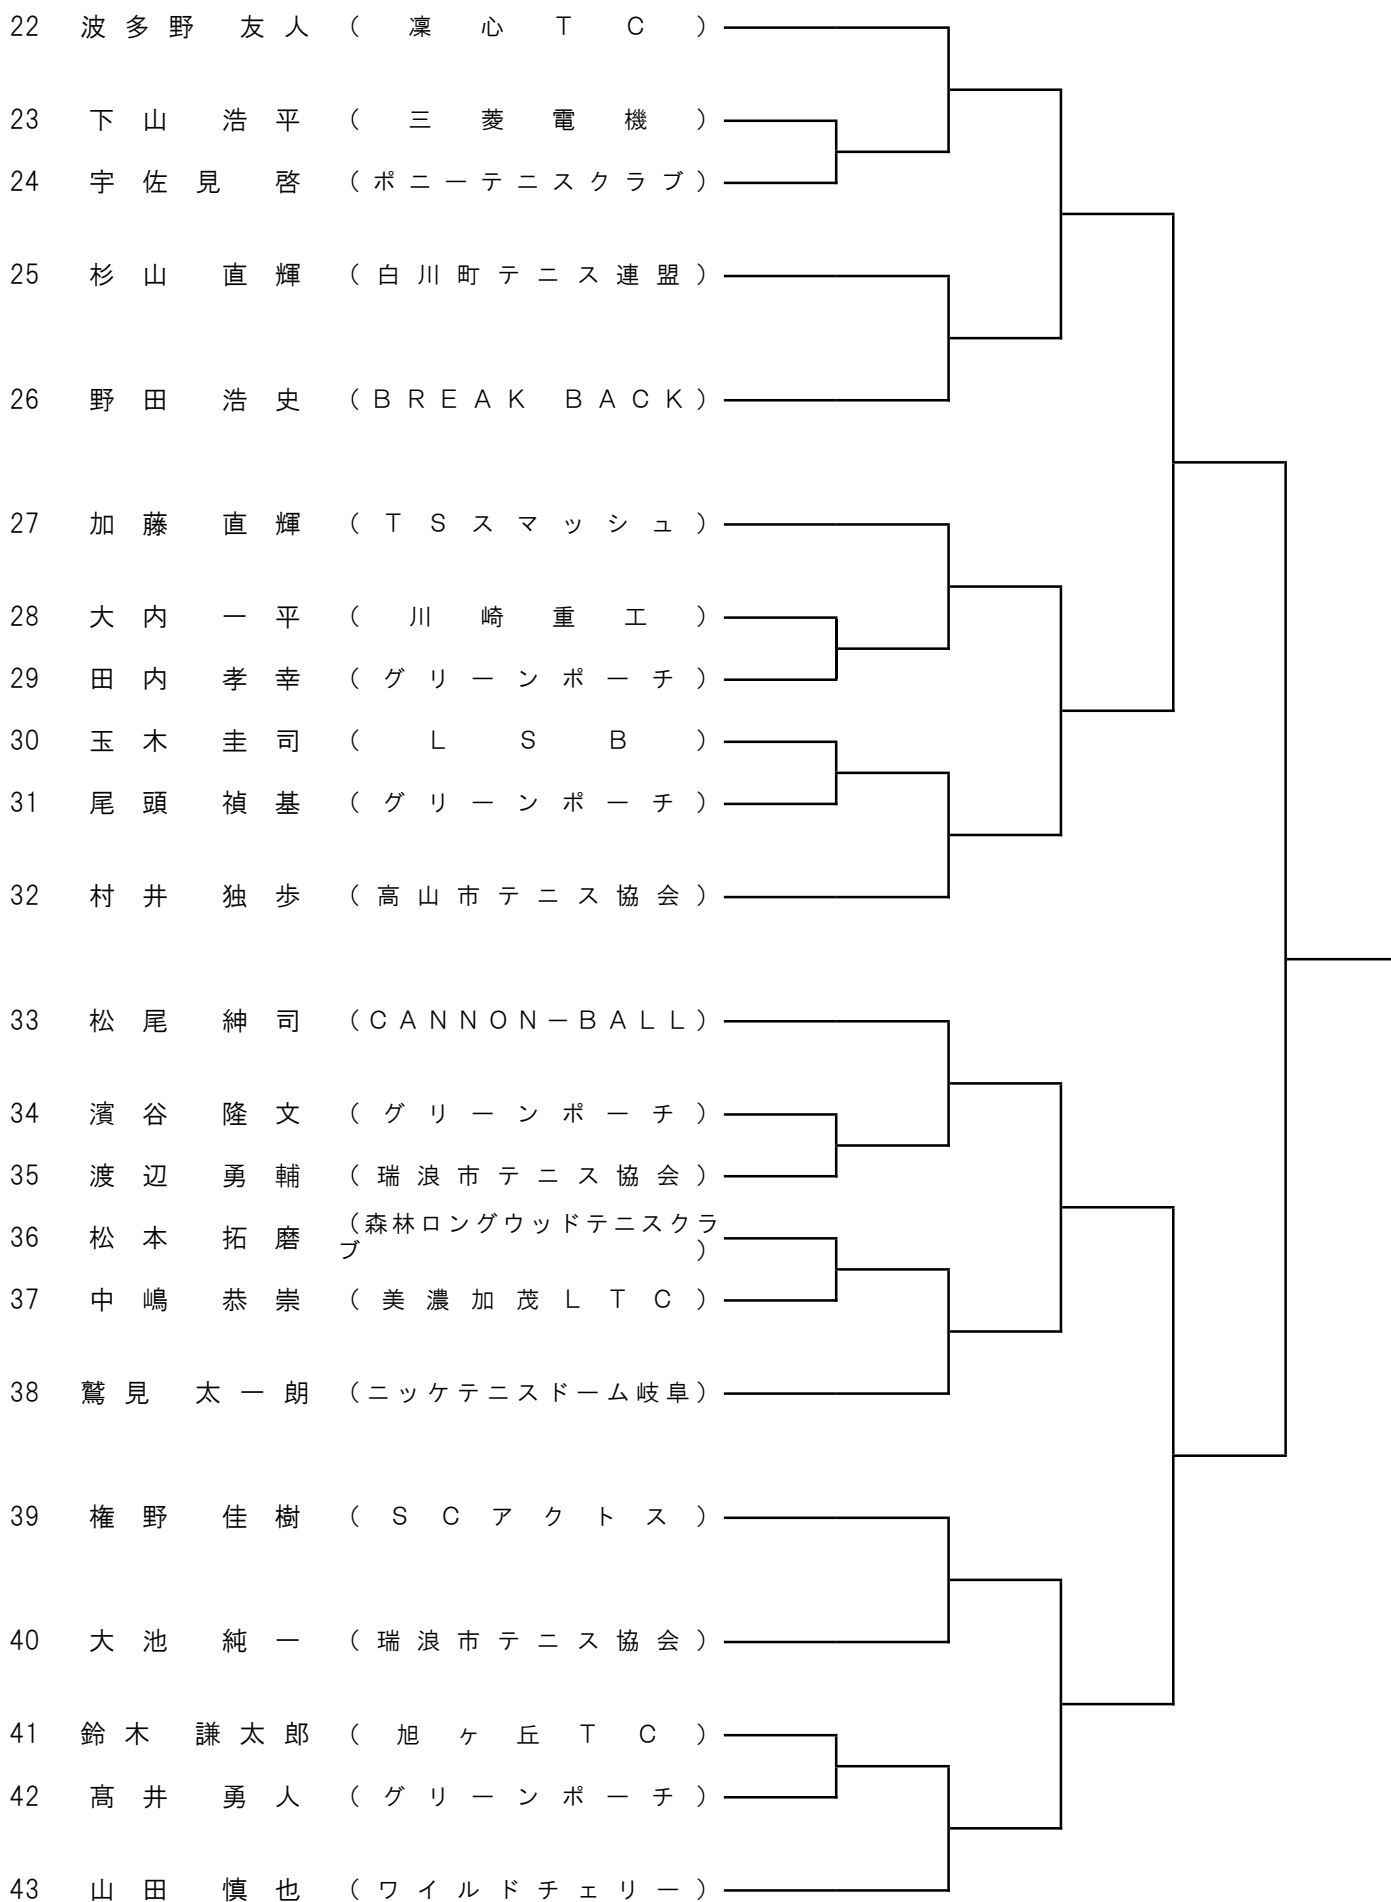 22 波多野 友人 (凜心TC)
23 下山 浩平 (三菱電機)
24 宇佐見 啓 (ポニーテニスクラブ)
25 杉山 直輝 (白川町テニス連盟)
26 野田 浩史 (BREAK BACK)
27 加藤 直輝 (TSスマッシュ)
28 大内 一平 (川崎重工)
29 田内 孝幸 (グリーンポーチ)
30 玉木 圭司 (LSB)
31 尾頭 禎基 (グリーンポーチ)
32 村井 独歩 (高山市テニス協会)
33 松尾 紳司 (CANNON－BALL)
34 濱谷 隆文 (グリーンポーチ)
35 渡辺 勇輔 (瑞浪市テニス協会)
36 松本 拓磨 (森林ロングウッドテニスクラ
ブ)
37 中嶋 恭崇 (美濃加茂LTC)
38 鷲見 太一朗 (ニッケテニスドーム岐阜)
39 権野 佳樹 (SCアクトス)
40 大池 純一 (瑞浪市テニス協会)
41 鈴木 謙太郎 (旭ヶ丘TC)
42 髙井 勇人 (グリーンポーチ)
43 山田 慎也 (ワイルドチェリー)